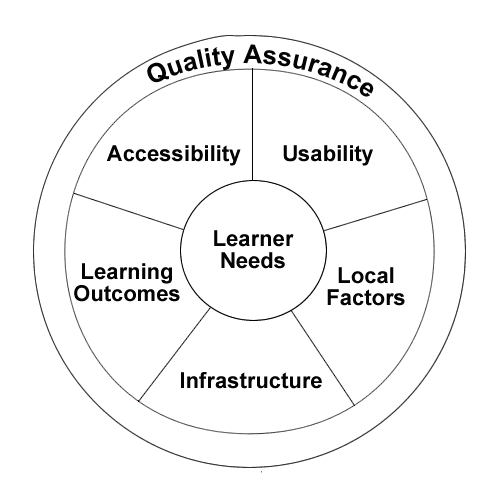 Quality Assurance
Accessibility
Usability
Learner
Needs
Learning
Outcomes
Local
Factors
Infrastructure